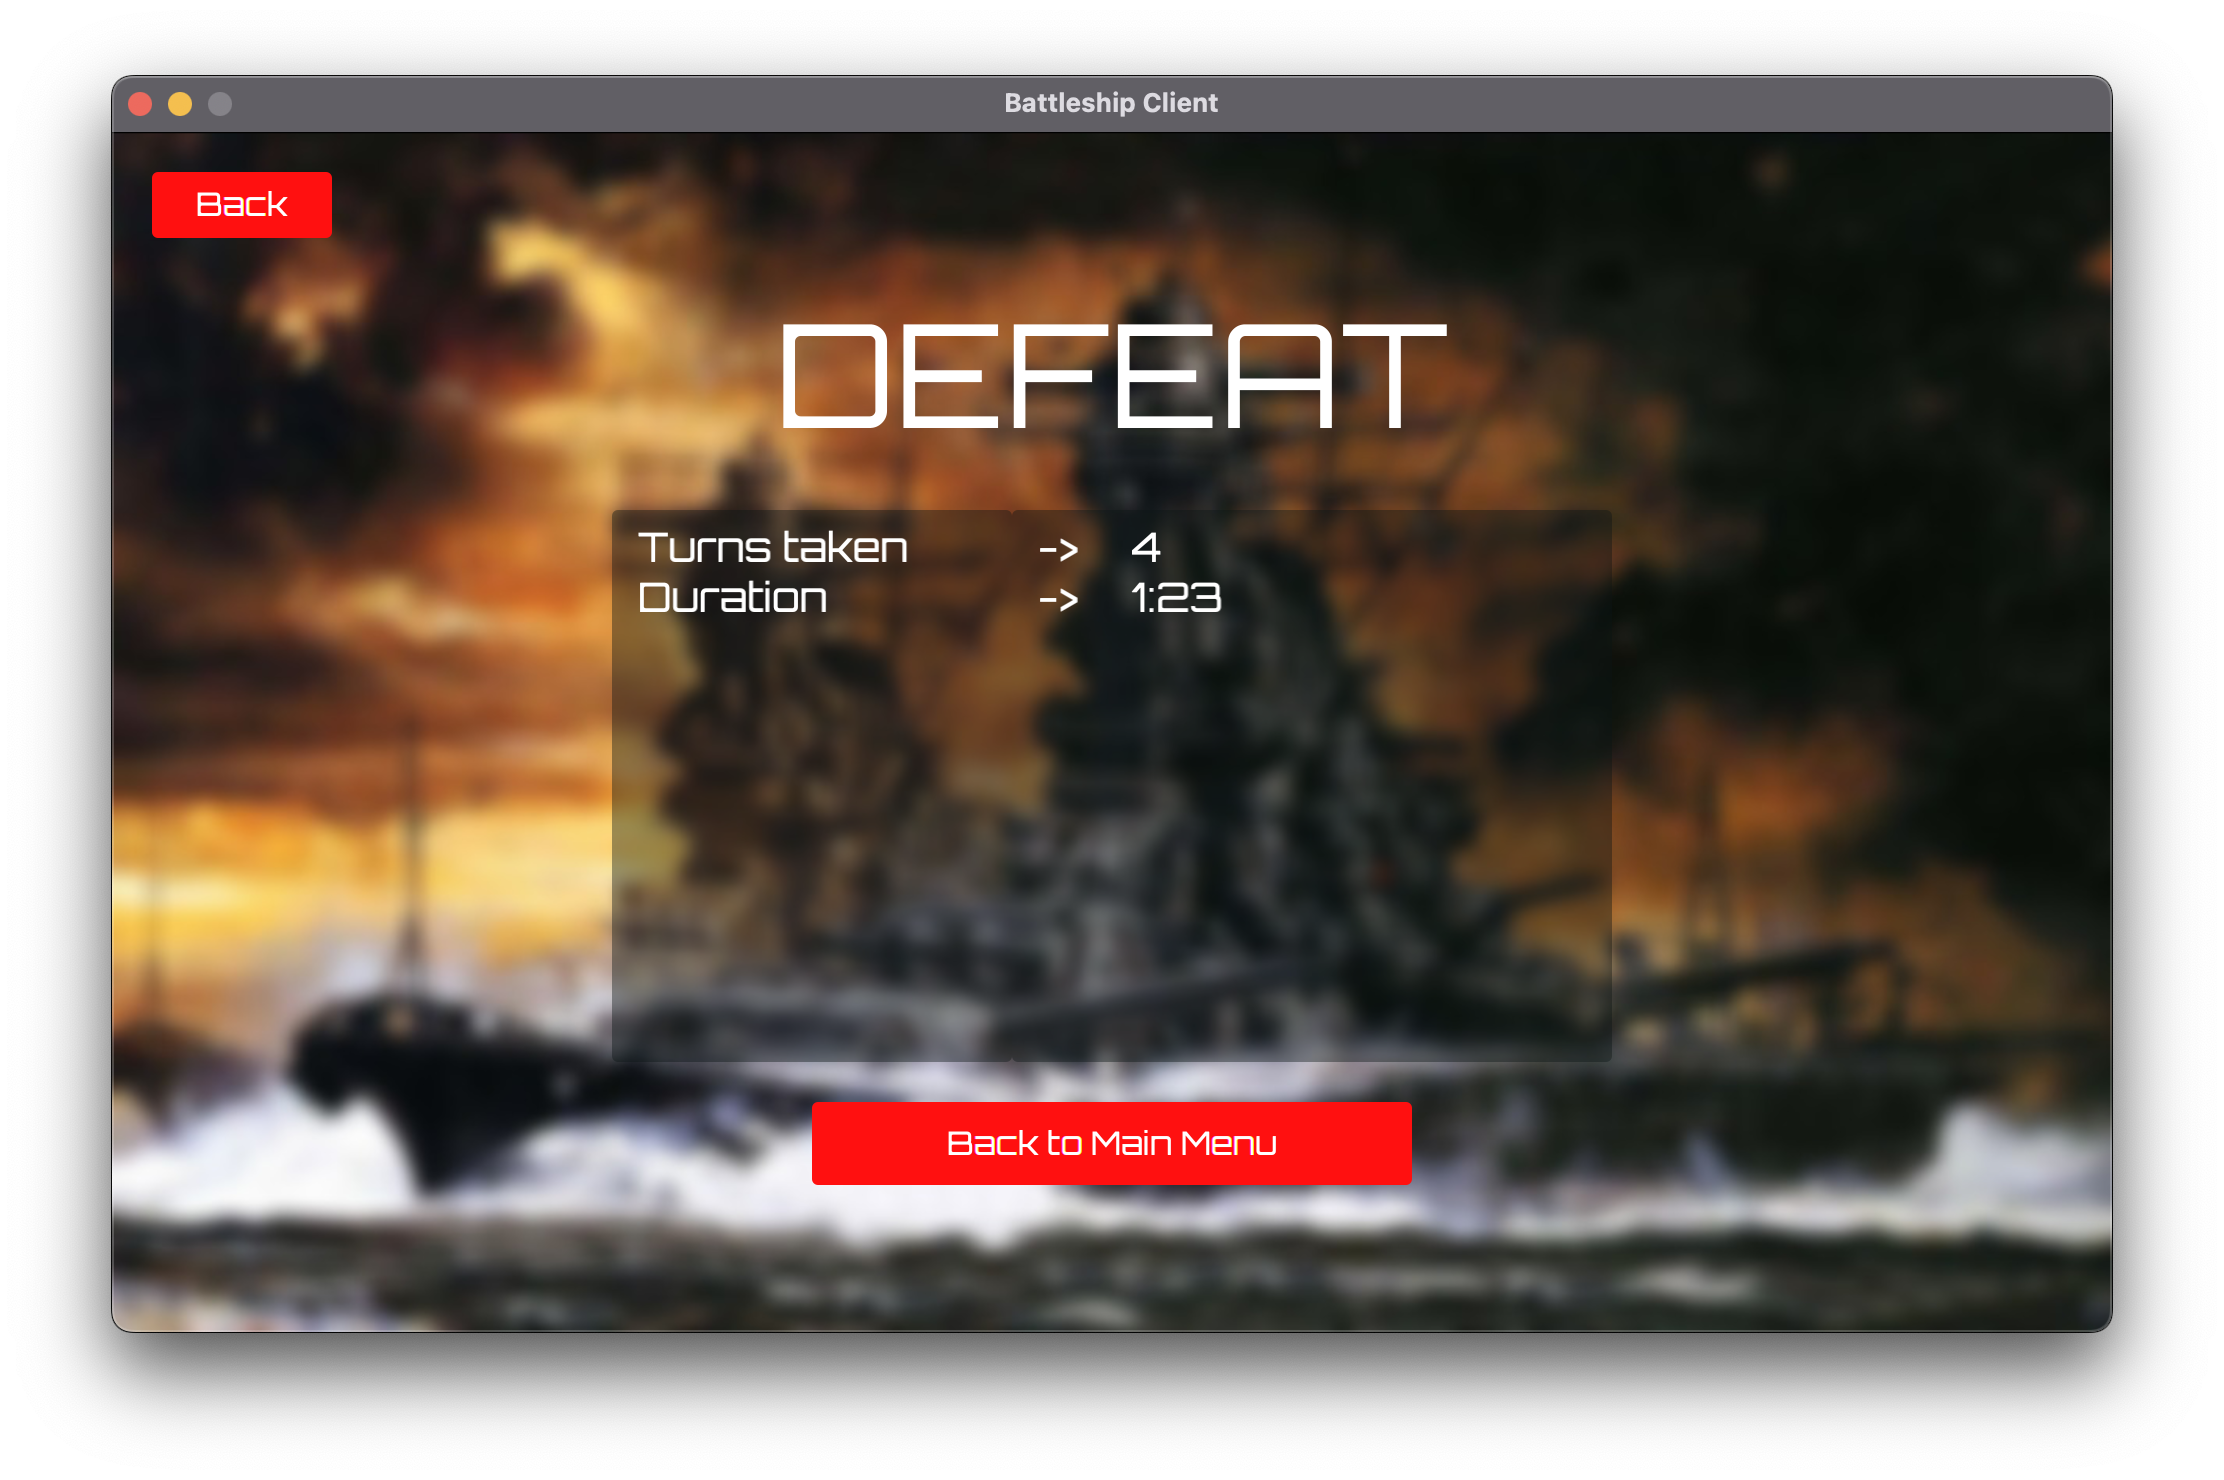 Battleship Client
Back
DEFEAT
Turns taken -> 4
Duration -> 1:23
Back to Main Menu